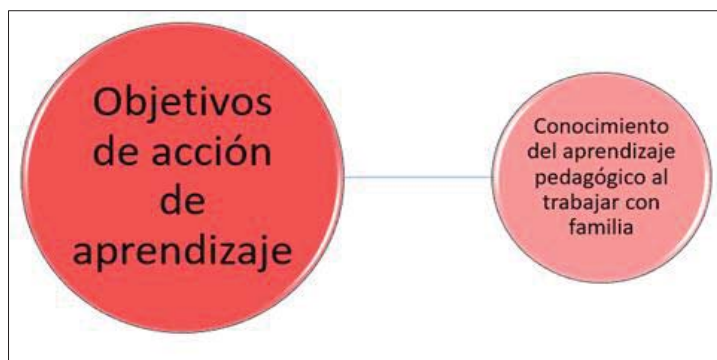 Objetivos
de acción
de
aprendizaje
Conocimiento
del aprendizaje
pedagógico al
trabajar con
familia